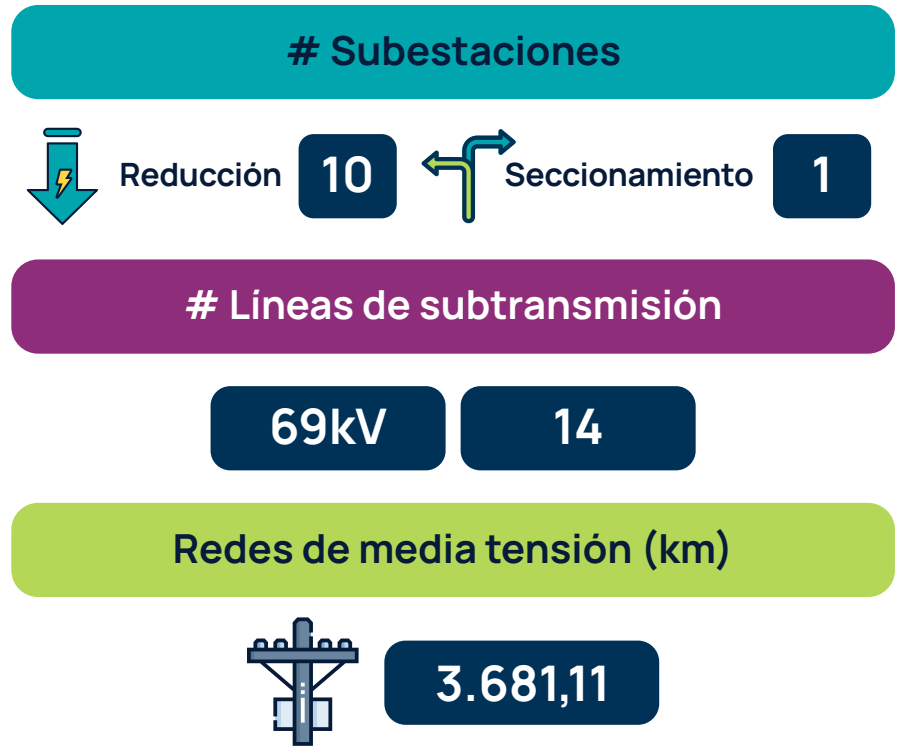 # Subestaciones
Reducción 10 Seccionamiento 1
# Líneas de subtransmisión
69kV 14
Redes de media tensión (km)
3.681,11